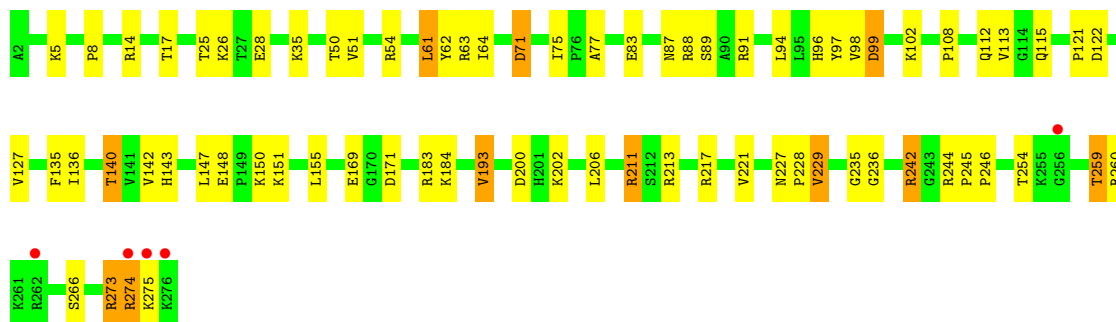 A2 K5 P8 R14 T17 T25 K26 T27 E28 K35 T50 V51 R54 L61 Y62 R63 I64 D71 I75 P76 A77 E83 N87 R88 S89 A90 R91 L94 L95 H96 Y97 V98 D99 K102 P108 Q112 V113 G114 Q115 P121 D122
V127 F135 I136 T140 V141 V142 H143 L147 E148 P149 K150 K151 L155 E169 G170 D171 R183 K184 V193 D200 H201 K202 L206 R211 S212 R213 R217 V221 N227 P228 V229 G235 G236 R242 G243 R244 P245 P246 T254 K255 G256 T259
K261 R262 S266 R273 R274 K275 K276